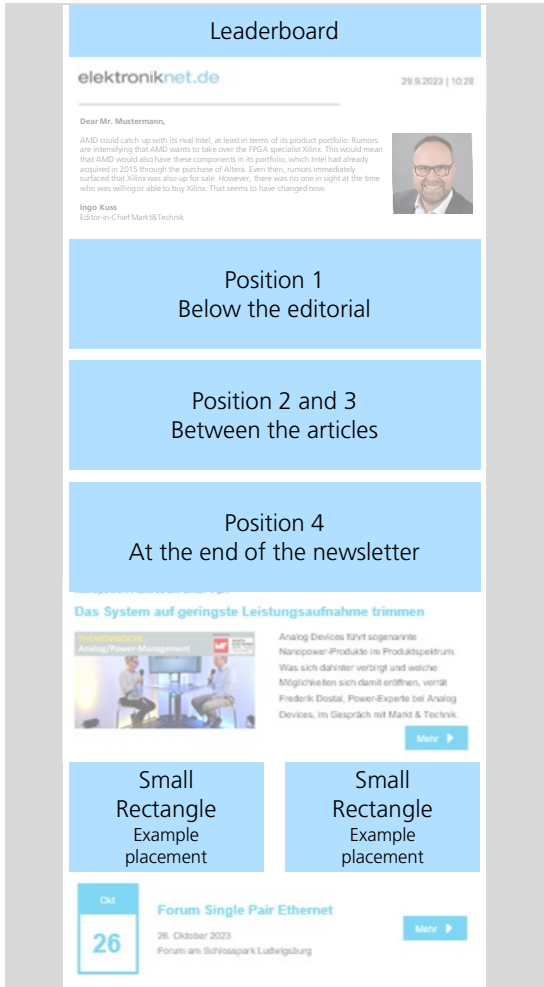 Leaderboard
elektroniknet.de
29.9.2023 | 10:28
Dear Mr. Mustermann,
AMD could catch up with its rival Intel, at least in terms of its product portfolio: Rumors
are intensifying that AMD wants to take over the FPGA specialist Xilinx. This would mean
that AMD would also have these components in its portfolio, which Intel had already
acquired in 2015 through the purchase of Altera. Even then, rumors immediately
surfaced that Xilinx was also up for sale. However, there was no one in sight at the time
who was willing or able to buy Xilinx. That seems to have changed now.
Ingo Kuss
Editor-in-Chief Markt&Technik
Position 1
Below the editorial
Position 2 and 3
Between the articles
Position 4
At the end of the newsletter
Das System auf geringste Leistungsaufnahme trimmen
THEMENWOCHE
Analog/Power-Management
Analog Devices führt sogenannte
Nanopower-Produkte im Produktspektrum.
Was sich dahinter verbirgt und welche
Möglichkeiten sich damit eröffnen, verrät
Frederik Dostal, Power-Experte bei Analog
Devices, im Gespräch mit Markt & Technik.
Mehr
Small
Rectangle
Example
placement
Small
Rectangle
Example
placement
Okt
26
Forum Single Pair Ethernet
26. Oktober 2023
Forum am Schlosspark Ludwigsburg
Mehr